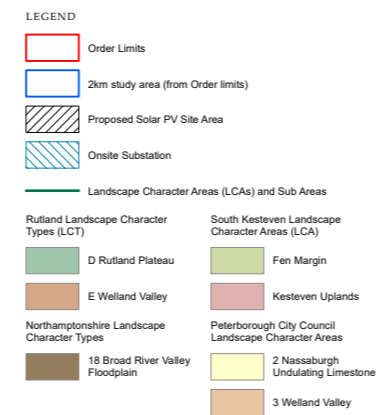 LEGEND
Order Limits
2km study area (from Order limits)
Proposed Solar PV Site Area
Onsite Substation
Landscape Character Areas (LCAs) and Sub Areas
Rutland Landscape Character
Types (LCT)
D Rutland Plateau
E Welland Valley
South Kesteven Landscape
Character Areas (LCA)
Fen Margin
Kesteven Uplands
Northamptonshire Landscape
Character Types
18 Broad River Valley
Floodplain
Peterborough City Council
Landscape Character Areas
2 Nassaburgh
Undulating Limestone
3 Welland Valley